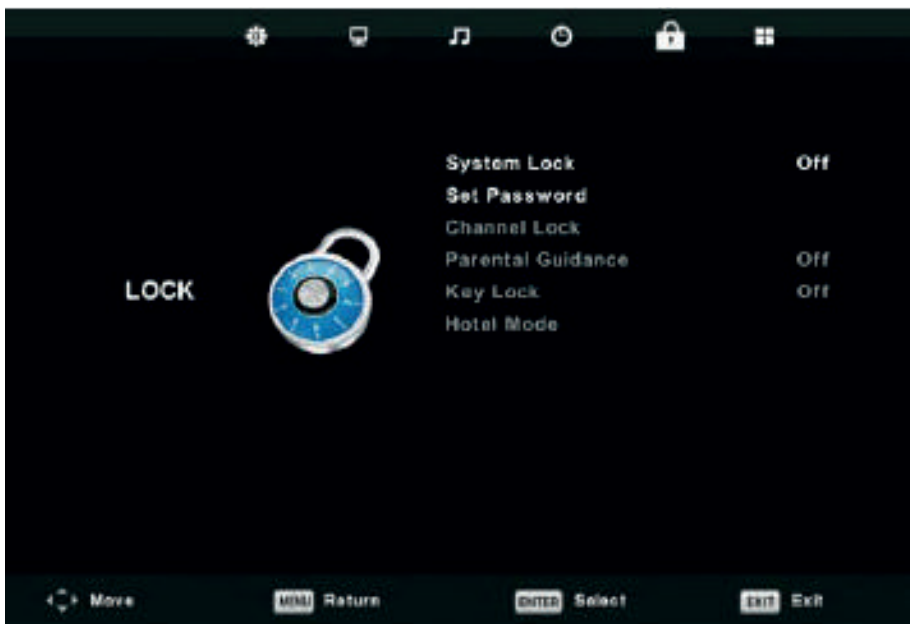 System Lock Off
Set Password
Channel Lock
Parental Guidance Off
LOCK
Key Lock Off
Hotel Mode
Move MENU Return ENTER Select EXIT Exit